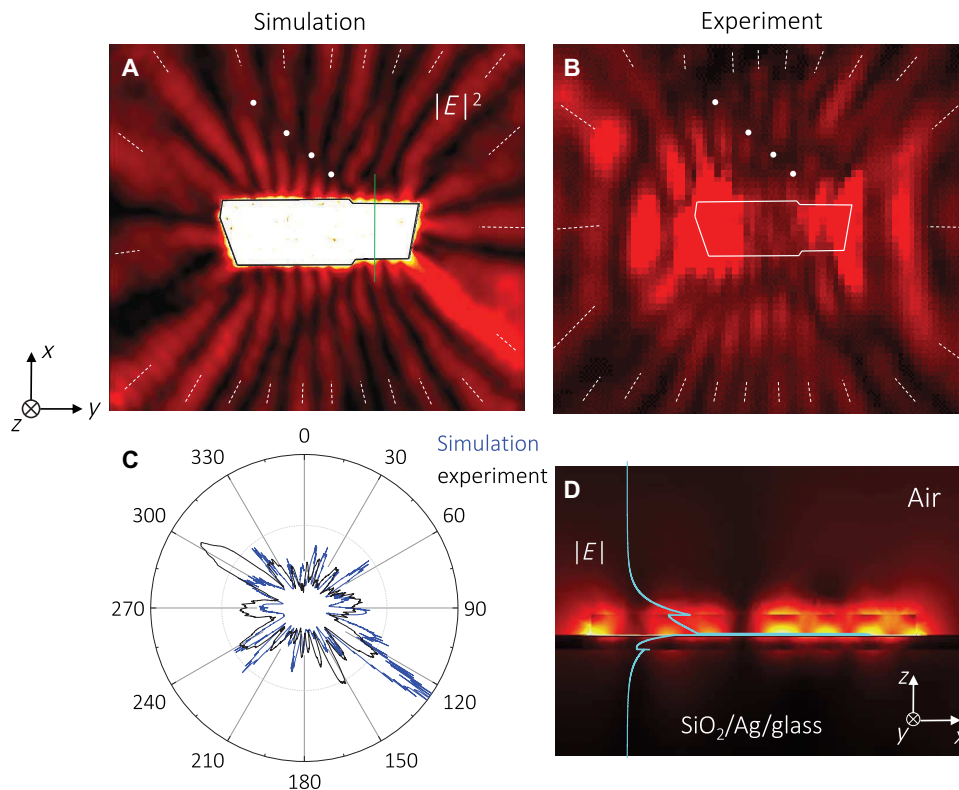 Simulation
Experiment
A
|E|²
B
x
z
y
C
Simulation
experiment
0
30
60
90
120
150
180
210
240
270
300
330
D
Air
|E|
SiO₂/Ag/glass
z
y
x